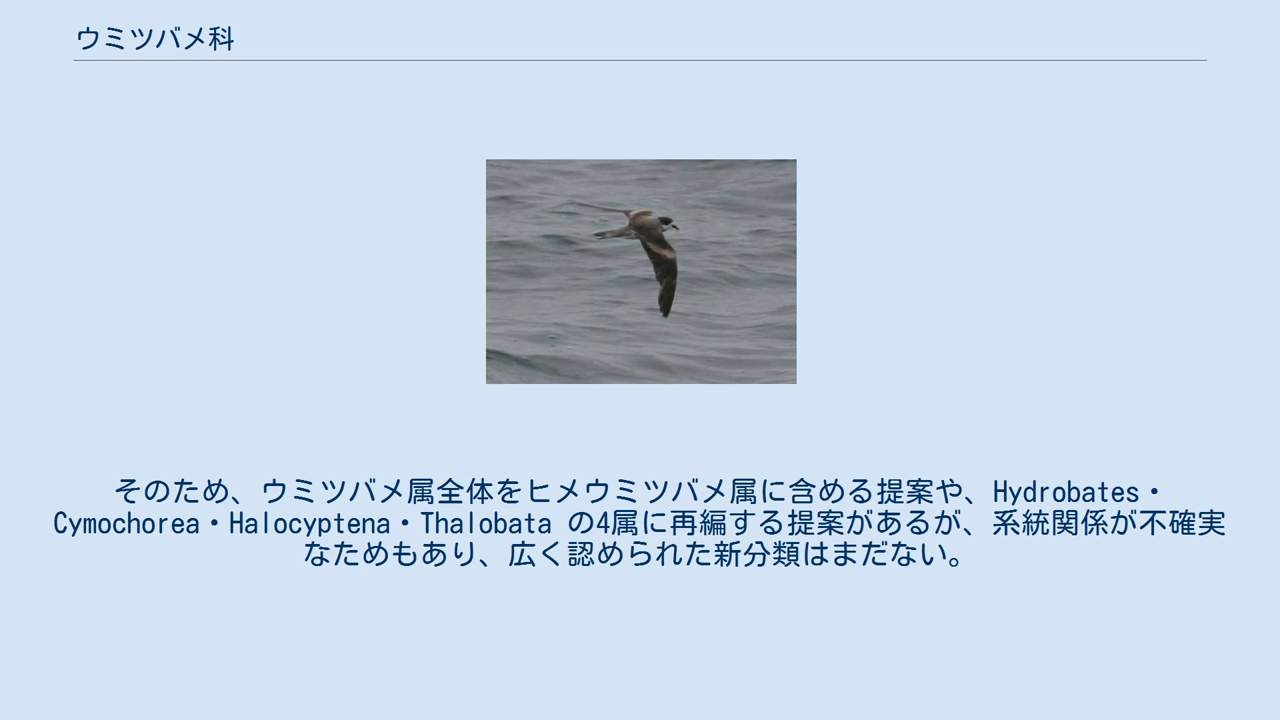 ウミツバメ科
そのため、ウミツバメ属全体をヒメウミツバメ属に含める提案や、Hydrobates・
Cymochorea・Halocyptena・Thalobata の4属に再編する提案があるが、系統関係が不確実
なためもあり、広く認められた新分類はまだない。